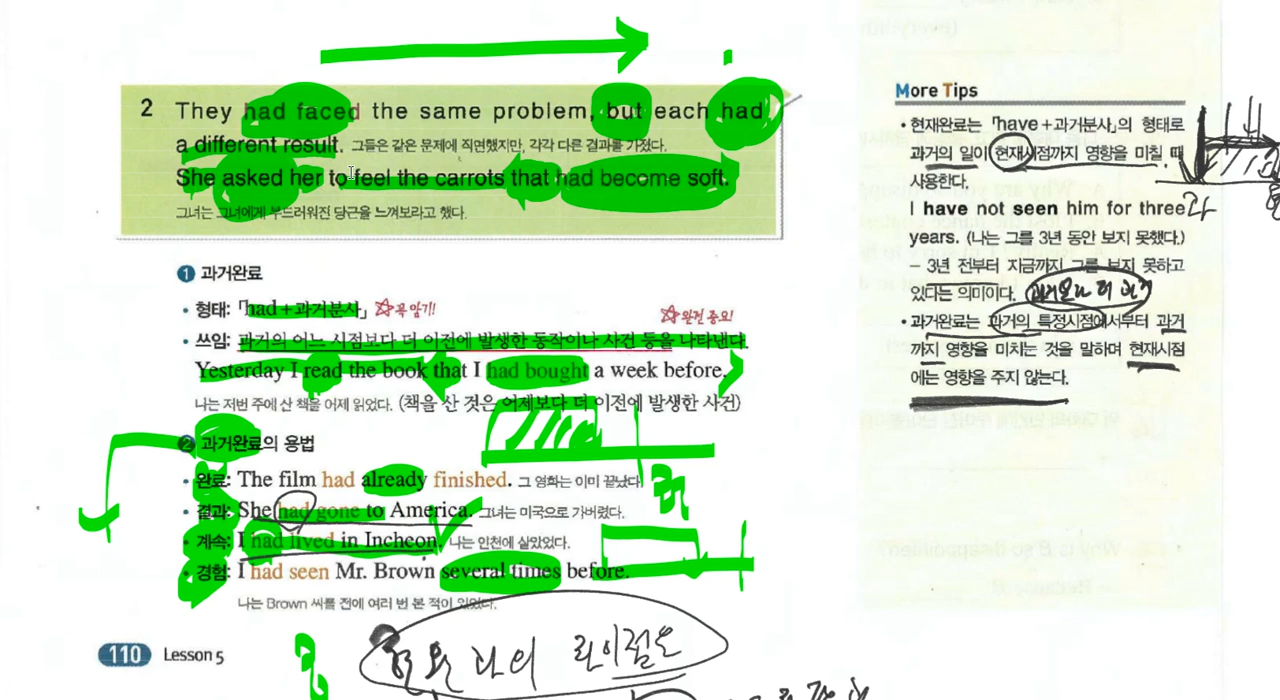 2 They had faced the same problem, but each had
a different result. 그들은 같은 문제에 직면했지만, 각각 다른 결과를 가졌다.
She asked her to feel the carrots that had become soft.
그녀는 그녀에게 부드러워진 당근을 느껴보라고 했다.
1 과거완료
• 형태: 「had+과거분사」 ☆꼭 암기!
☆완전 중요!
• 쓰임: 과거의 어느 시점보다 더 이전에 발생한 동작이나 사건 등을 나타낸다.
Yesterday I read the book that I had bought a week before.
나는 저번 주에 산 책을 어제 읽었다. (책을 산 것은 어제보다 더 이전에 발생한 사건)
2 과거완료의 용법
• 완료: The film had already finished. 그 영화는 이미 끝났다.
• 결과: She had gone to America. 그녀는 미국으로 가버렸다.
• 계속: I had lived in Incheon. 나는 인천에 살았었다.
• 경험: I had seen Mr. Brown several times before.
나는 Brown 씨를 전에 여러 번 본 적이 있었다.
110 Lesson 5
More Tips
• 현재완료는 「have+과거분사」의 형태로
과거의 일이 현재시점까지 영향을 미칠 때
사용한다.
I have not seen him for three
years. (나는 그를 3년 동안 보지 못했다.)
– 3년 전부터 지금까지 그를 보지 못하고
있다는 의미이다.
• 과거완료는 과거의 특정시점에서부터 과거
까지 영향을 미치는 것을 말하며 현재시점
에는 영향을 주지 않는다.